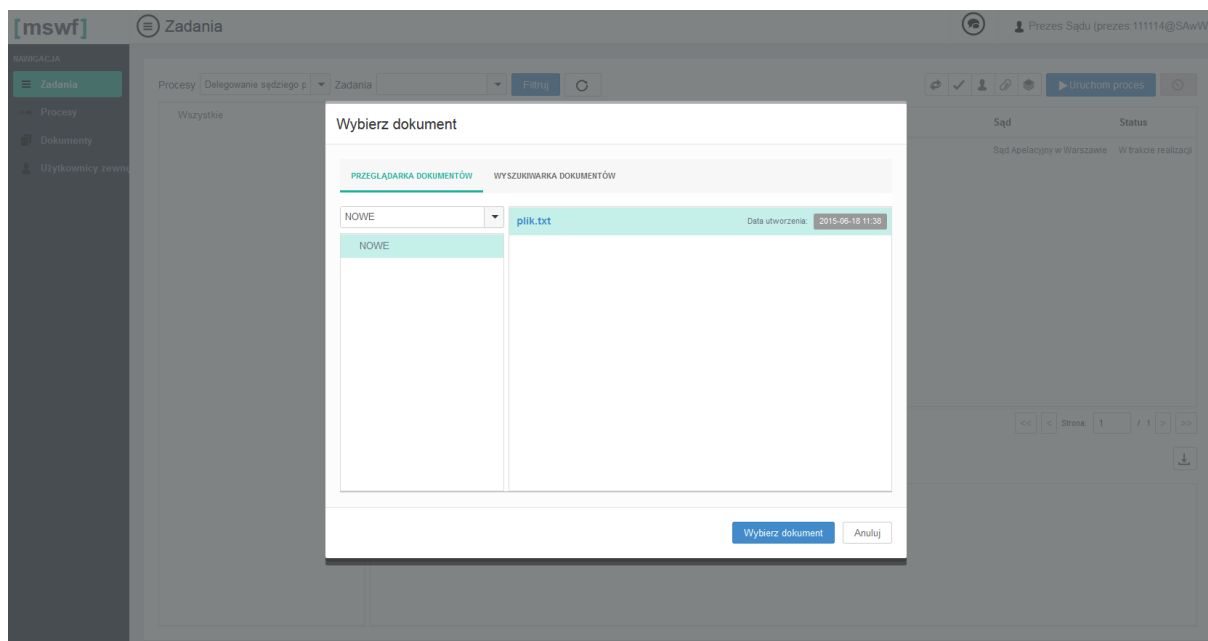 [mswf]
Zadania
Prezes Sądu (prezes:111114@SAwW
NAWIGACJA
Zadania
Procesy
Dokumenty
Użytkownicy zewnę
Procesy Delegowanie sędziego p Zadania Filtruj
Uruchom proces
Wszystkie
Sąd Status
Sąd Apelacyjny w Warszawie W trakcie realizacji
Wybierz dokument
PRZEGLĄDARKA DOKUMENTÓW WYSZUKIWARKA DOKUMENTÓW
NOWE
NOWE
plik.txt Data utworzenia: 2015-06-18 11:38
<< < Strona: 1 / 1 > >>
Wybierz dokument Anuluj